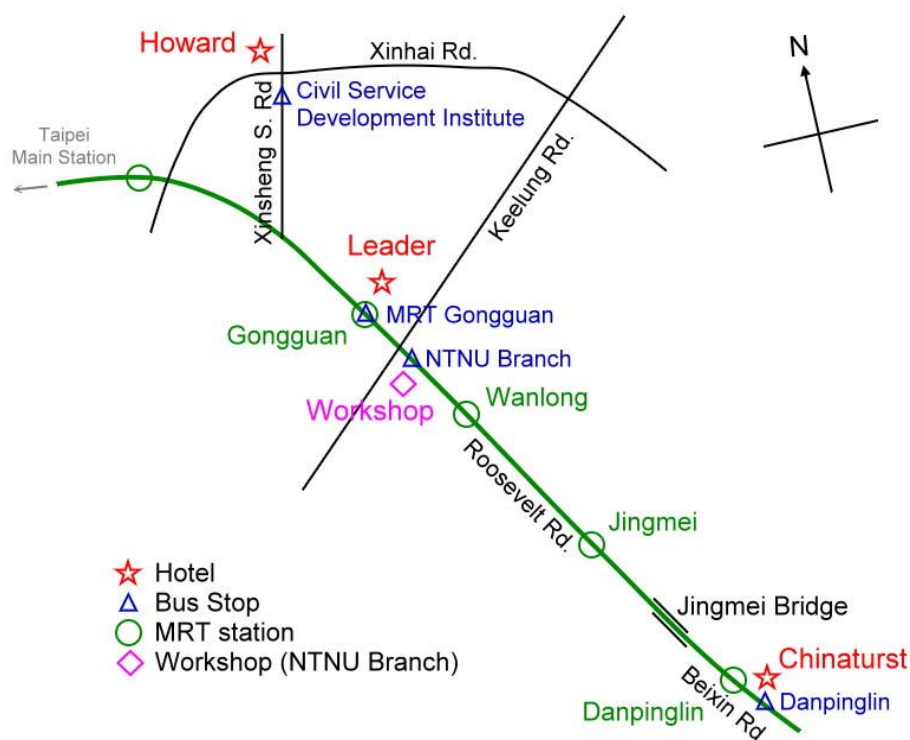 Howard
Xinhai Rd.
N
Civil Service
Development Institute
Xinsheng S. Rd
Taipei
Main Station
Keelung Rd.
Leader
MRT Gongguan
Gongguan
NTNU Branch
Workshop
Wanlong
Roosevelt Rd.
Jingmei
Hotel
Bus Stop
MRT station
Workshop (NTNU Branch)
Jingmei Bridge
Chinaturst
Danpinglin
Beixin Rd
Danpinglin